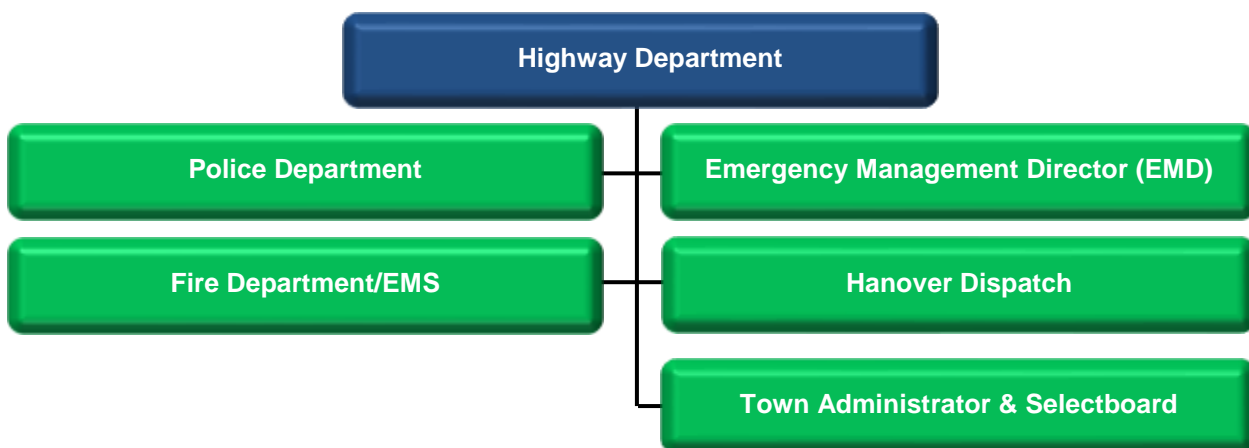 Highway Department
Police Department
Emergency Management Director (EMD)
Fire Department/EMS
Hanover Dispatch
Town Administrator & Selectboard